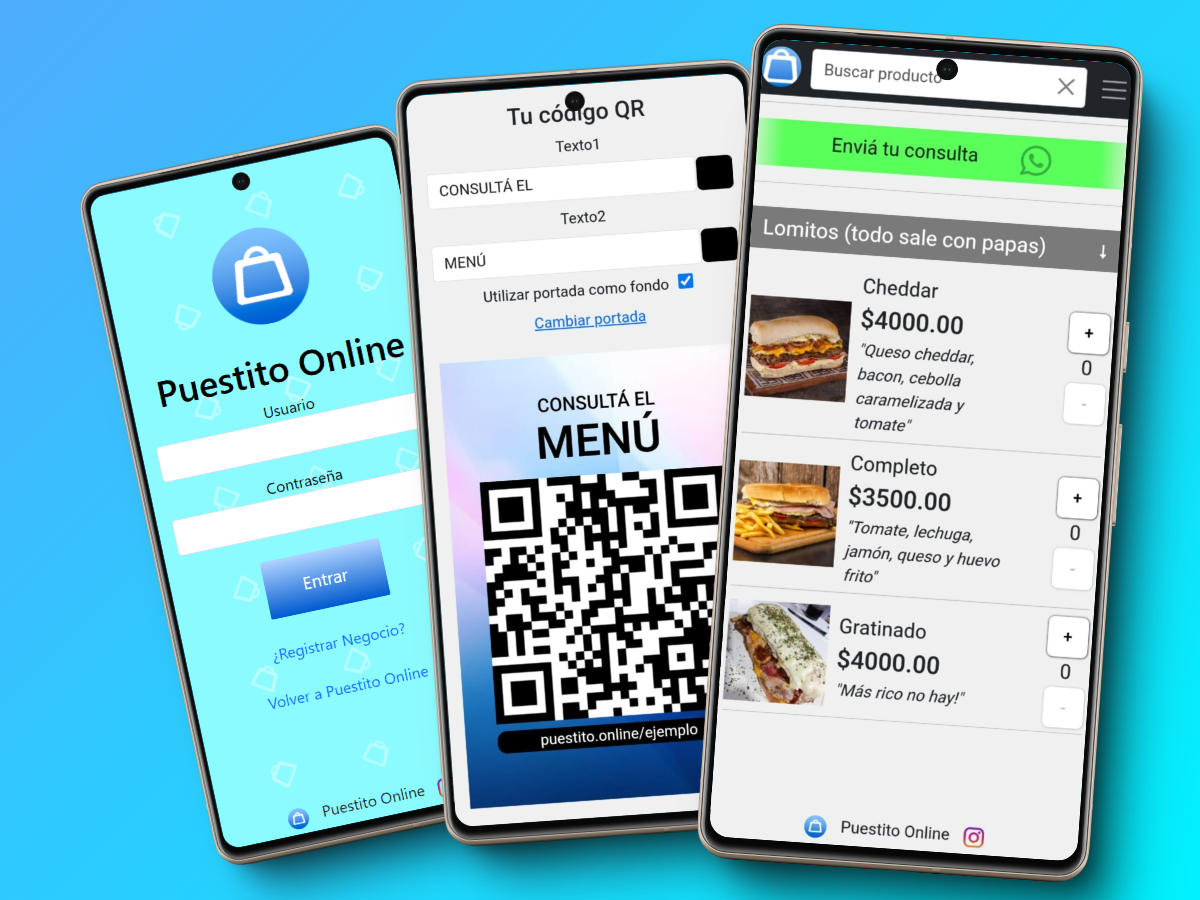 Puestito Online
Usuario
Contraseña
Entrar
¿Registrar Negocio?
Volver a Puestito Online
Puestito Online
Tu código QR
Texto1
CONSULTÁ EL
Texto2
MENÚ
Utilizar portada como fondo
Cambiar portada
CONSULTÁ EL
MENÚ
puestito.online/ejemplo
Buscar producto
Enviá tu consulta
Lomitos (todo sale con papas) ↓
Cheddar
$4000.00
"Queso cheddar,
bacon, cebolla
caramelizada y
tomate"
+
0
-
Completo
$3500.00
"Tomate, lechuga,
jamón, queso y huevo
frito"
+
0
-
Gratinado
$4000.00
"Más rico no hay!"
+
0
-
Puestito Online